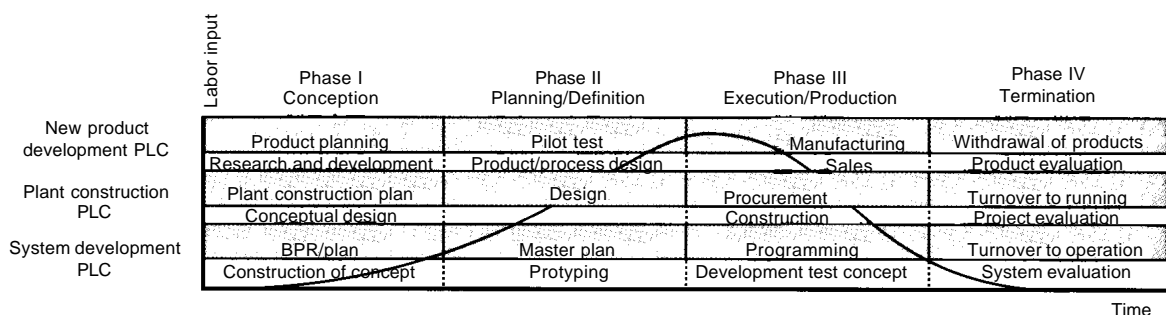 Labor input
Phase I
Conception
Phase II
Planning/Definition
Phase III
Execution/Production
Phase IV
Termination
New product
development PLC
Product planning
Pilot test
Manufacturing
Withdrawal of products
Research and development
Product/process design
Sales
Product evaluation
Plant construction
PLC
Plant construction plan
Design
Procurement
Turnover to running
Conceptual design
Construction
Project evaluation
System development
PLC
BPR/plan
Master plan
Programming
Turnover to operation
Construction of concept
Protyping
Development test concept
System evaluation
Time